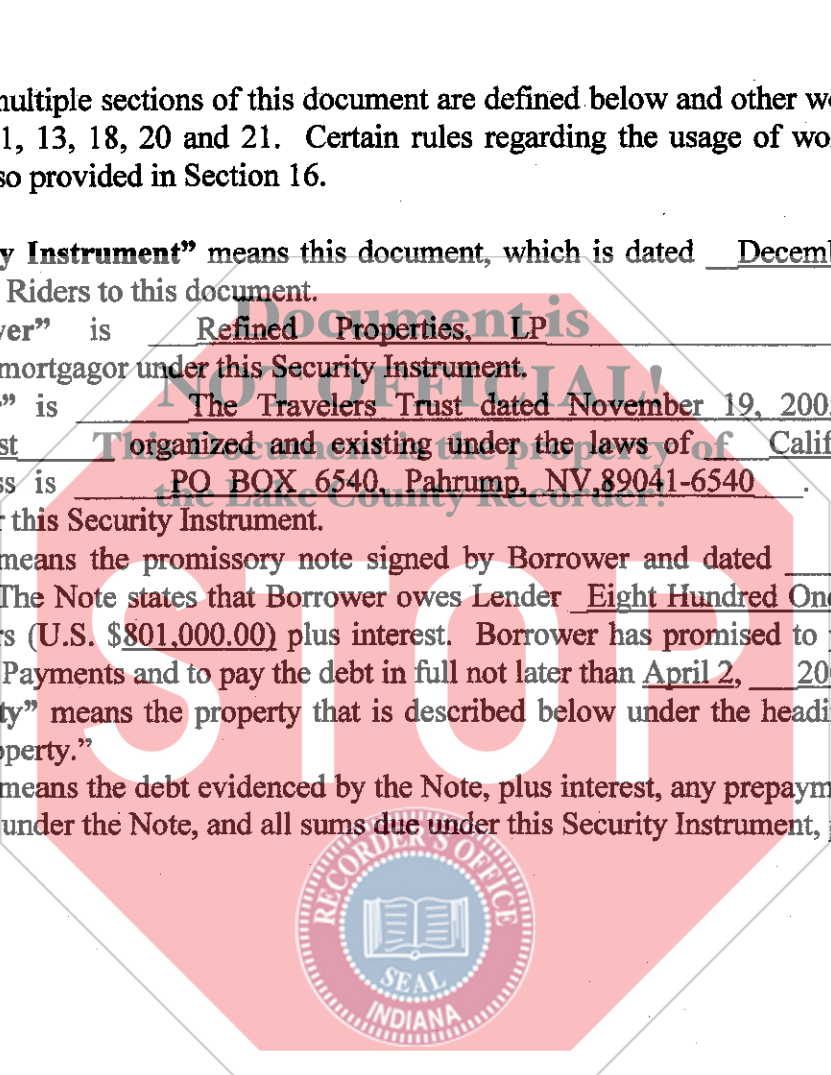 multiple sections of this document are defined below and other w
1, 13, 18, 20 and 21. Certain rules regarding the usage of wo
so provided in Section 16.
y Instrument” means this document, which is dated __Decem
Riders to this document.
ver” is ___Refined Properties, LP
mortgagor under this Security Instrument.
” is ______The Travelers Trust dated November 19, 200
st ______ organized and existing under the laws of ___Calif
ss is _____PO BOX 6540, Pahrump, NV,89041-6540___.
r this Security Instrument.
means the promissory note signed by Borrower and dated ___
The Note states that Borrower owes Lender _Eight Hundred One
s (U.S. $801,000.00) plus interest. Borrower has promised to
Payments and to pay the debt in full not later than April 2, __20
ty” means the property that is described below under the headi
operty.”
means the debt evidenced by the Note, plus interest, any prepaym
under the Note, and all sums due under this Security Instrument,
Document is
NOT OFFICIAL!
This Document is the property of
the Lake County Recorder!
STOP
RECORDER'S OFFICE
SEAL
INDIANA